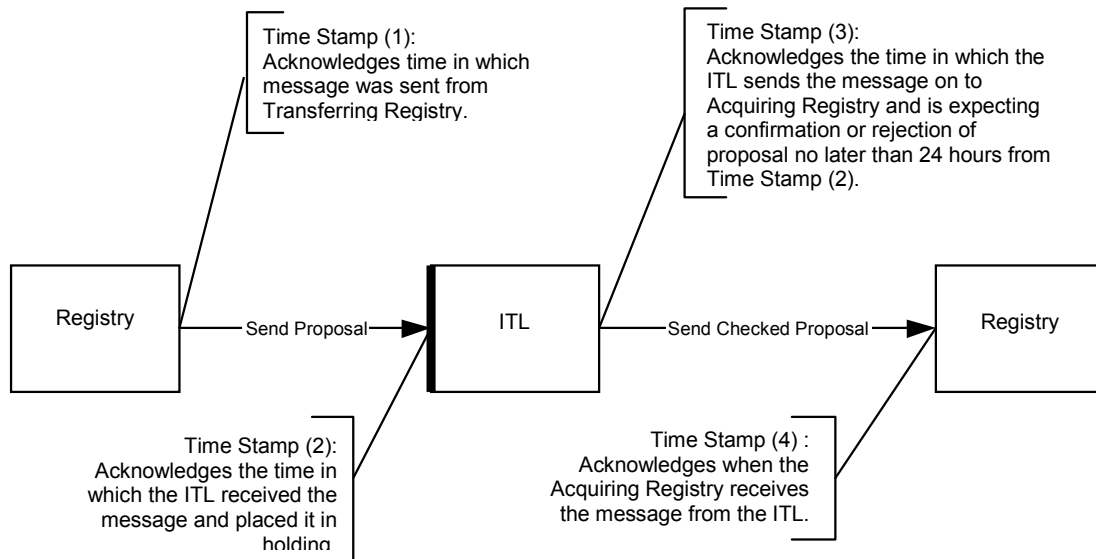 Time Stamp (1):
Acknowledges time in which
message was sent from
Transferring Registry.
Time Stamp (3):
Acknowledges the time in which the
ITL sends the message on to
Acquiring Registry and is expecting
a confirmation or rejection of
proposal no later than 24 hours from
Time Stamp (2).
Registry
Send Proposal
ITL
Send Checked Proposal
Registry
Time Stamp (2):
Acknowledges the time in
which the ITL received the
message and placed it in
holding.
Time Stamp (4) :
Acknowledges when the
Acquiring Registry receives
the message from the ITL.